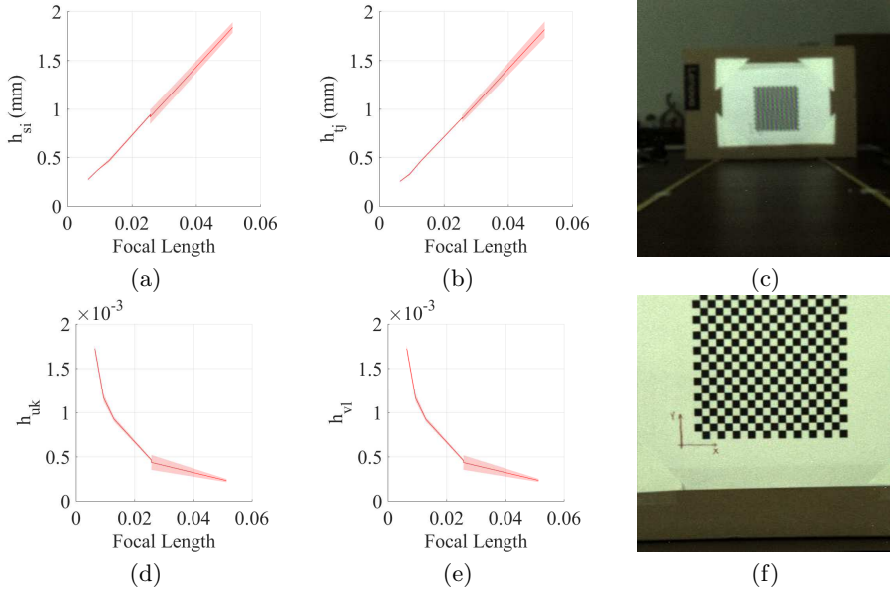 2
1.5
1
0.5
0
h_si (mm)
0 0.02 0.04 0.06
Focal Length
(a)
2
1.5
1
0.5
0
h_tj (mm)
0 0.02 0.04 0.06
Focal Length
(b)
Lenovo
(c)
×10^-3
2
1.5
1
0.5
0
h_uk
0 0.02 0.04 0.06
Focal Length
(d)
×10^-3
2
1.5
1
0.5
0
h_vl
0 0.02 0.04 0.06
Focal Length
(e)
Y
X
(f)